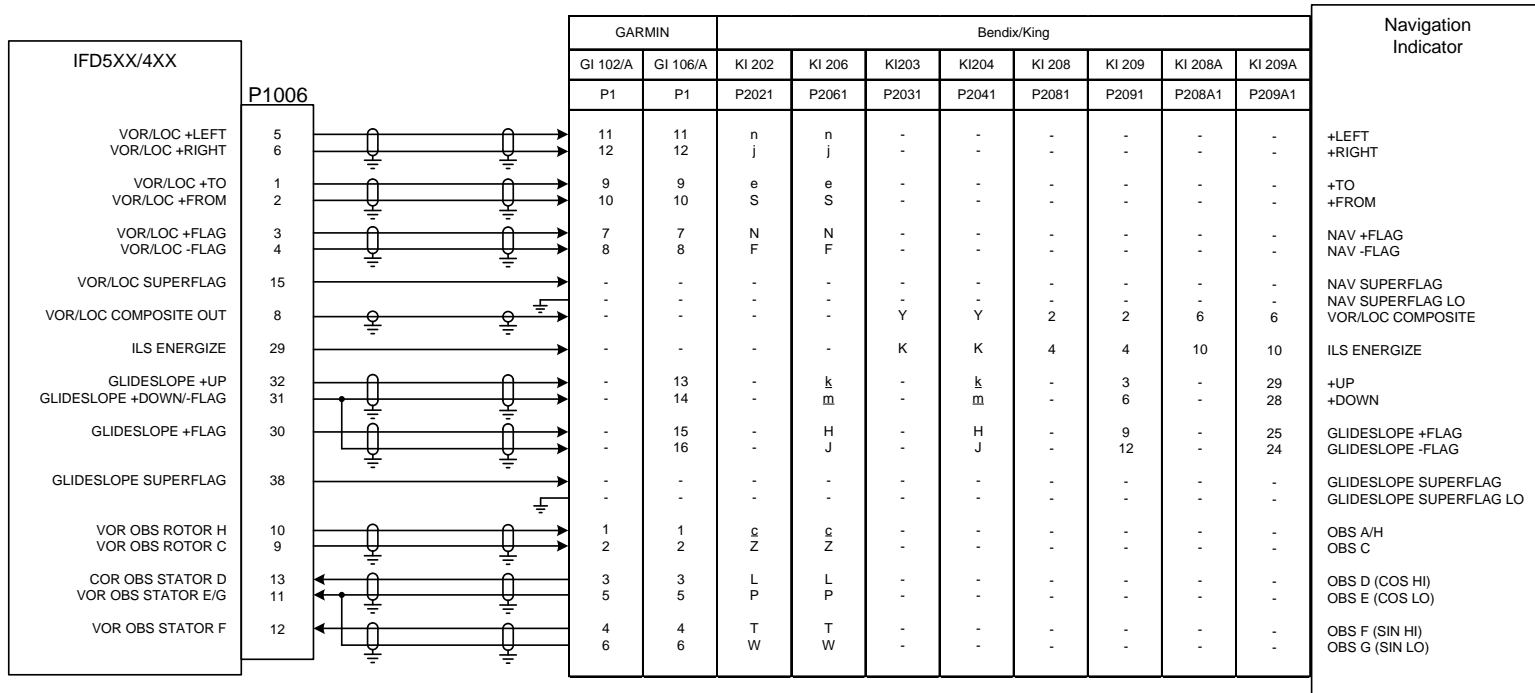 GARMIN Bendix/King Navigation Indicator
IFD5XX/4XX GI 102/A GI 106/A KI 202 KI 206 KI203 KI204 KI 208 KI 209 KI 208A KI 209A
P1006 P1 P1 P2021 P2061 P2031 P2041 P2081 P2091 P208A1 P209A1
VOR/LOC +LEFT 5 11 11 n n - - - - - - +LEFT
VOR/LOC +RIGHT 6 12 12 j j - - - - - - +RIGHT
VOR/LOC +TO 1 9 9 e e - - - - - - +TO
VOR/LOC +FROM 2 10 10 S S - - - - - - +FROM
VOR/LOC +FLAG 3 7 7 N N - - - - - - NAV +FLAG
VOR/LOC -FLAG 4 8 8 F F - - - - - - NAV -FLAG
VOR/LOC SUPERFLAG 15 - - - - - - - - - - NAV SUPERFLAG
- - - - - - - - - - NAV SUPERFLAG LO
VOR/LOC COMPOSITE OUT 8 - - - - Y Y 2 2 6 6 VOR/LOC COMPOSITE
ILS ENERGIZE 29 - - - - K K 4 4 10 10 ILS ENERGIZE
GLIDESLOPE +UP 32 - 13 - k - k - 3 - 29 +UP
GLIDESLOPE +DOWN/-FLAG 31 - 14 - m - m - 6 - 28 +DOWN
GLIDESLOPE +FLAG 30 - 15 - H - H - 9 - 25 GLIDESLOPE +FLAG
- 16 - J - J - 12 - 24 GLIDESLOPE -FLAG
GLIDESLOPE SUPERFLAG 38 - - - - - - - - - - GLIDESLOPE SUPERFLAG
- - - - - - - - - - GLIDESLOPE SUPERFLAG LO
VOR OBS ROTOR H 10 1 1 c c - - - - - - OBS A/H
VOR OBS ROTOR C 9 2 2 Z Z - - - - - - OBS C
COR OBS STATOR D 13 3 3 L L - - - - - - OBS D (COS HI)
VOR OBS STATOR E/G 11 5 5 P P - - - - - - OBS E (COS LO)
VOR OBS STATOR F 12 4 4 T T - - - - - - OBS F (SIN HI)
6 6 W W - - - - - - OBS G (SIN LO)